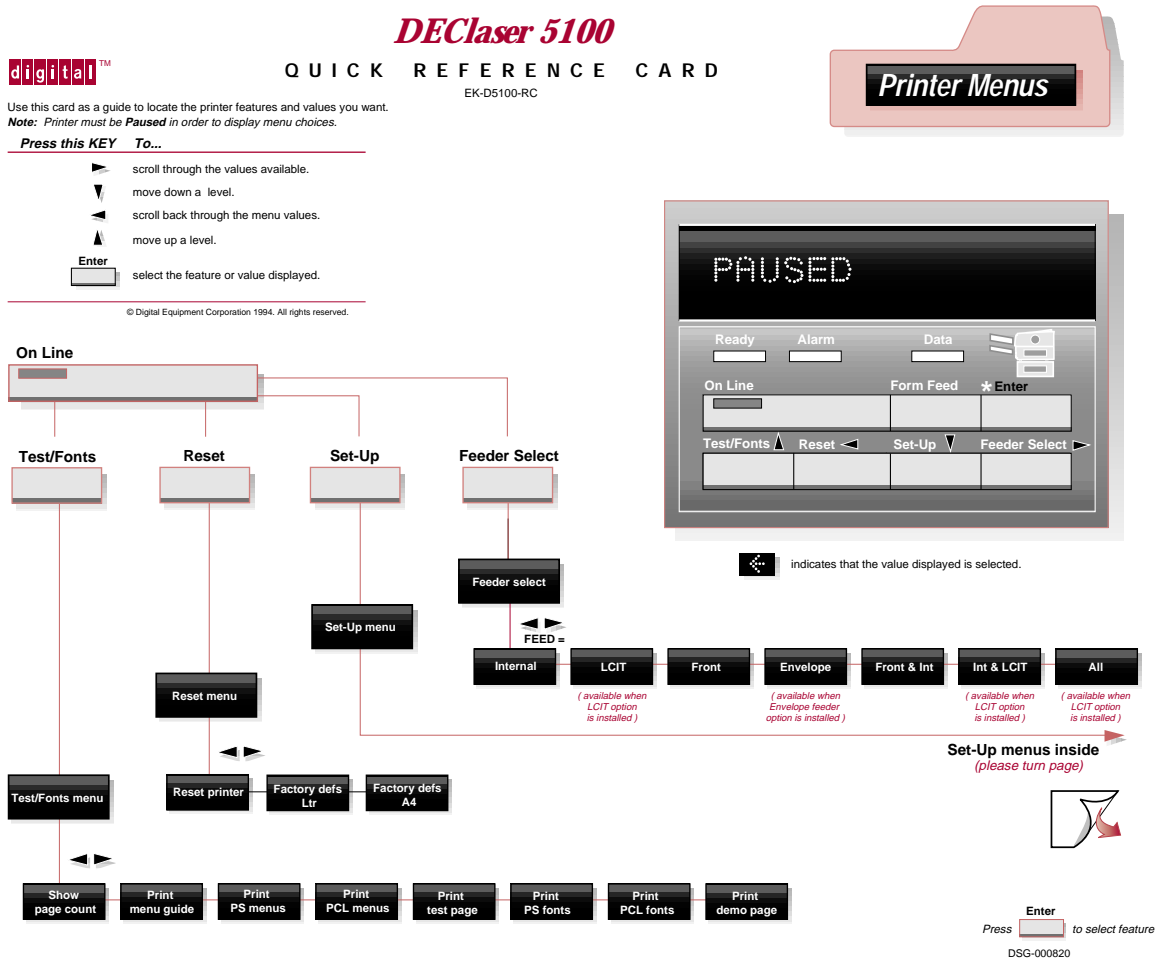 DEClaser 5100
digital™
QUICK REFERENCE CARD
EK-D5100-RC
Printer Menus
Use this card as a guide to locate the printer features and values you want.
Note: Printer must be Paused in order to display menu choices.
Press this KEY To...
scroll through the values available.
move down a level.
scroll back through the menu values.
move up a level.
Enter
select the feature or value displayed.
© Digital Equipment Corporation 1994. All rights reserved.
PAUSED
Ready Alarm Data
On Line Form Feed *Enter
Test/Fonts Reset Set-Up Feeder Select
indicates that the value displayed is selected.
On Line
Test/Fonts Reset Set-Up Feeder Select
Feeder select
Set-Up menu
FEED =
Internal LCIT Front Envelope Front & Int Int & LCIT All
( available when
LCIT option
is installed )
( available when
Envelope feeder
option is installed )
( available when
LCIT option
is installed )
( available when
LCIT option
is installed )
Reset menu
Set-Up menus inside
(please turn page)
Reset printer
Factory defs
Ltr
Factory defs
A4
Test/Fonts menu
Show
page count
Print
menu guide
Print
PS menus
Print
PCL menus
Print
test page
Print
PS fonts
Print
PCL fonts
Print
demo page
Enter
Press to select feature
DSG-000820